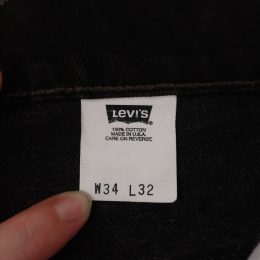 LEVI'S
100% COTTON
MADE IN U.S.A.
CARE ON REVERSE
W34 L32